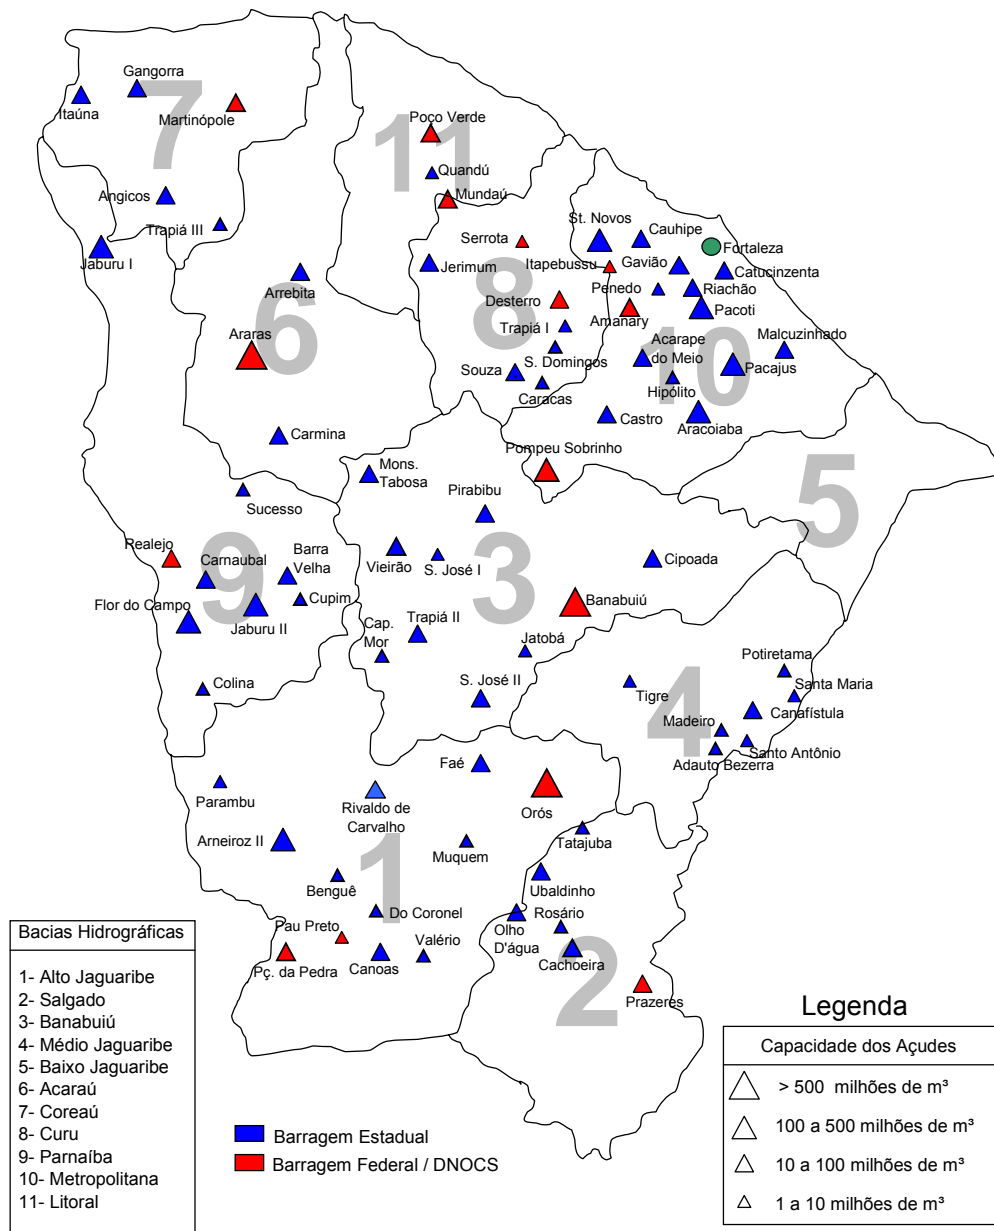 Gangorra
Itaúna
Martinópole
7
Angicos
Trapiá III
Jaburu I
Poço Verde
11
Quandú
Mundaú
Serrota
Jerimum
8
Itapebussu
Desterro
Trapiá I
S. Domingos
Souza
Caracas
St. Novos
Cauhipe
Fortaleza
Gavião
Catucinzenta
Penedo
Riachão
Amanary
Pacoti
Acarape
do Meio
Malcuzinhado
10
Pacajus
Hipólito
Castro
Aracoiaba
Pompeu Sobrinho
Arrebita
6
Araras
Carmina
5
Mons.
Tabosa
Pirabibu
3
Vieirão
S. José I
Cipoada
Banabuiú
Trapiá II
Cap.
Mor
Jatobá
S. José II
Sucesso
Realejo
9
Carnaubal
Barra
Velha
Cupim
Flor do Campo
Jaburu II
Colina
Potiretama
Tigre
Santa Maria
4
Canafístula
Madeiro
Santo Antônio
Adauto Bezerra
Faé
Parambu
Rivaldo de
Carvalho
Orós
Arneiroz II
1
Muquem
Tatajuba
Benguê
Ubaldinho
Do Coronel
Pau Preto
Rosário
Olho
D'água
Valério
Pç. da Pedra
Canoas
Cachoeira
2
Prazeres
Bacias Hidrográficas
1- Alto Jaguaribe
2- Salgado
3- Banabuiú
4- Médio Jaguaribe
5- Baixo Jaguaribe
6- Acaraú
7- Coreaú
8- Curu
9- Parnaíba
10- Metropolitana
11- Litoral
Barragem Estadual
Barragem Federal / DNOCS
Legenda
Capacidade dos Açudes
> 500 milhões de m³
100 a 500 milhões de m³
10 a 100 milhões de m³
1 a 10 milhões de m³